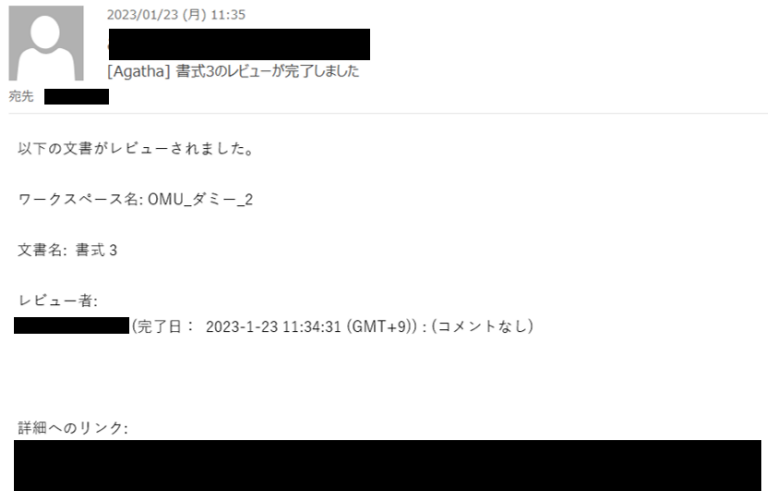 2023/01/23 (月) 11:35
[Agatha] 書式3のレビューが完了しました
宛先
以下の文書がレビューされました。
ワークスペース名: OMU_ダミー_2
文書名: 書式 3
レビュー者:
(完了日： 2023-1-23 11:34:31 (GMT+9)) : (コメントなし)
詳細へのリンク: